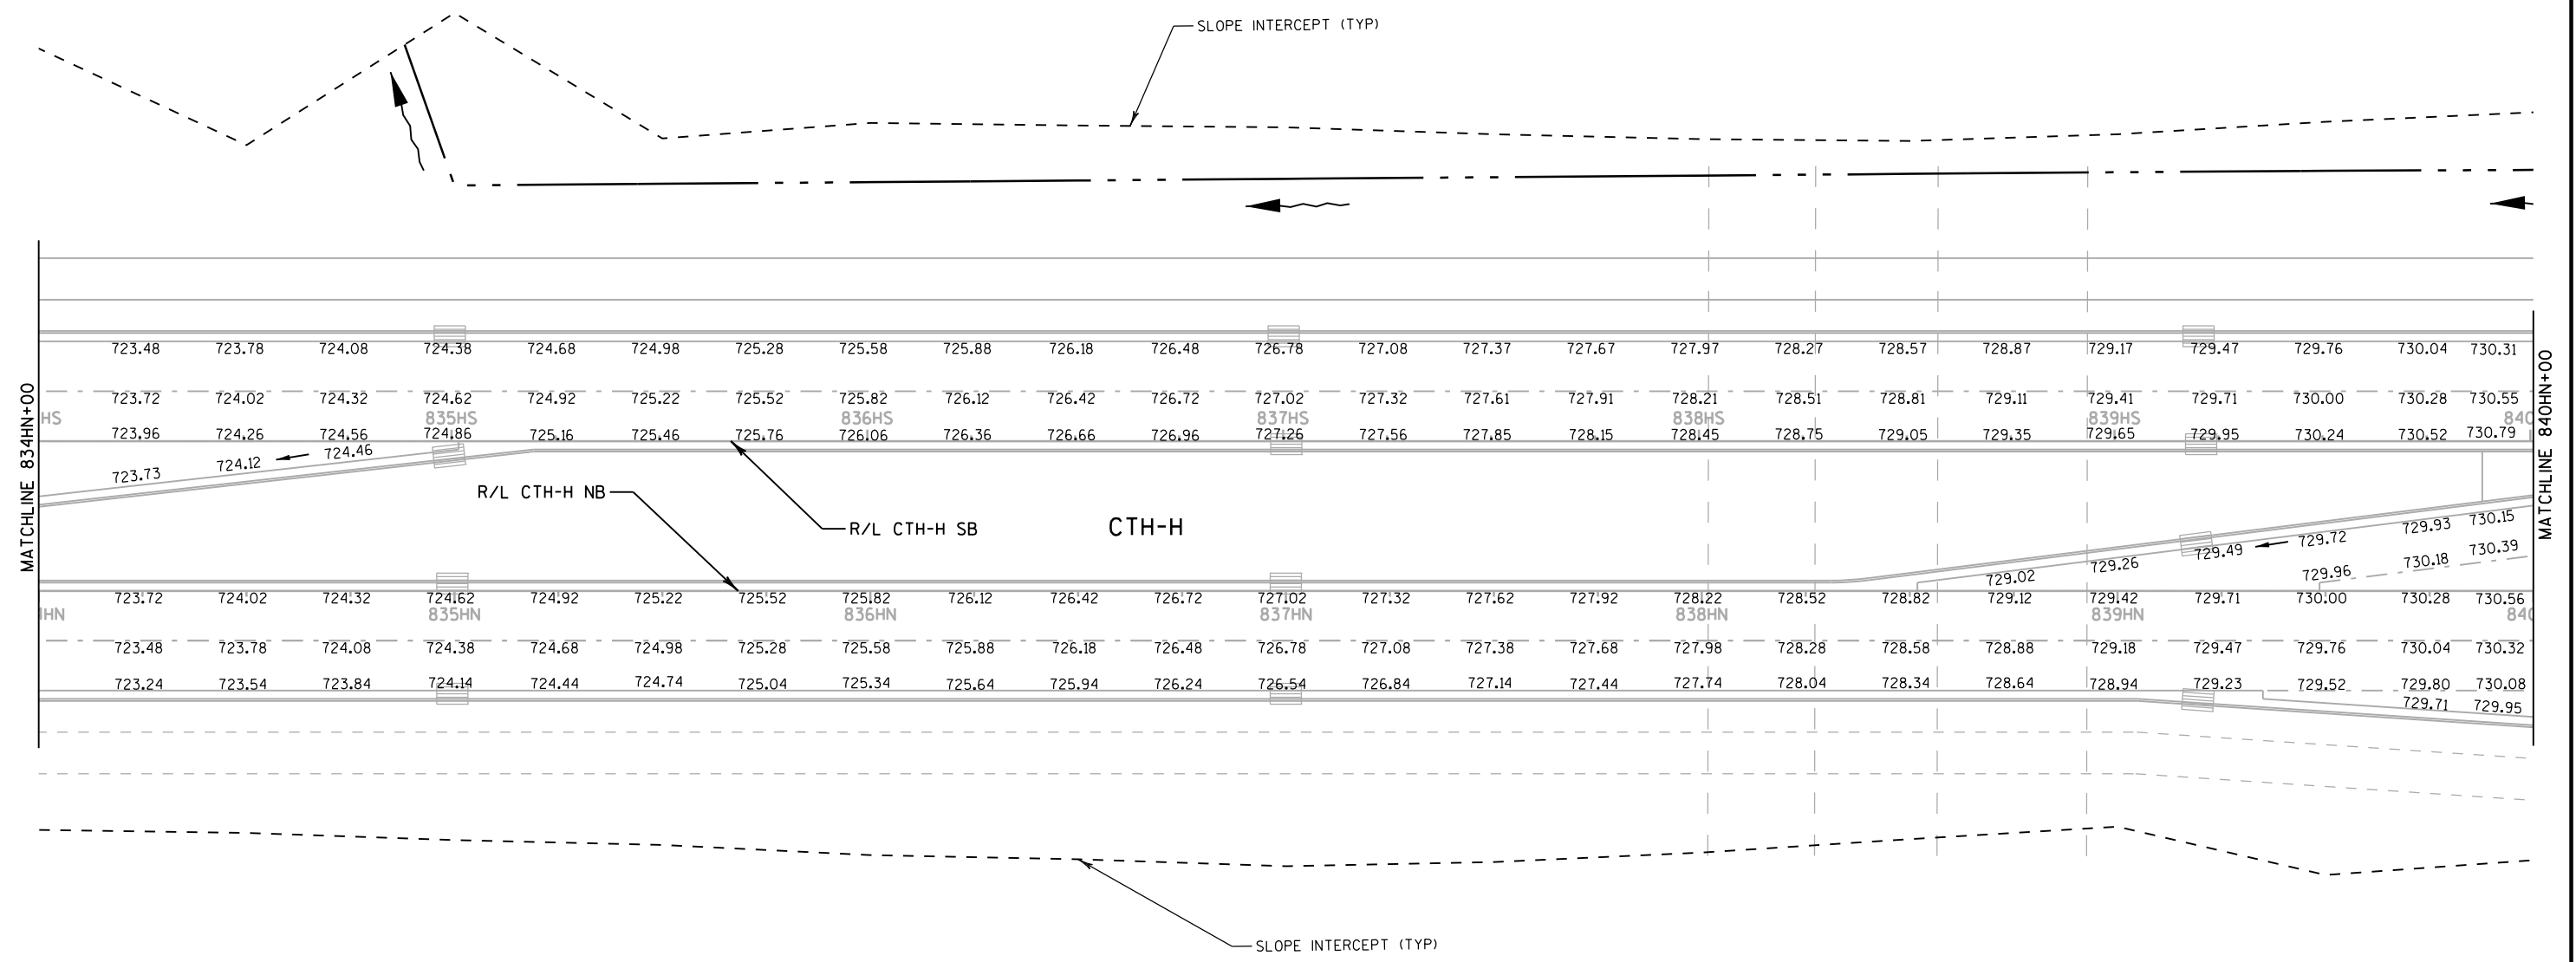 SLOPE INTERCEPT (TYP)
723.48 723.78 724.08 724.38 724.68 724.98 725.28 725.58 725.88 726.18 726.48 726.78 727.08 727.37 727.67 727.97 728.27 728.57 728.87 729.17 729.47 729.76 730.04 730.31
MATCHLINE 834HN+00
MATCHLINE 840HN+00
723.72 724.02 724.32 724.62 724.92 725.22 725.52 725.82 726.12 726.42 726.72 727.02 727.32 727.61 727.91 728.21 728.51 728.81 729.11 729.41 729.71 730.00 730.28 730.55
HS 835HS 836HS 837HS 838HS 839HS 840
723.96 724.26 724.56 724.86 725.16 725.46 725.76 726.06 726.36 726.66 726.96 727.26 727.56 727.85 728.15 728.45 728.75 729.05 729.35 729.65 729.95 730.24 730.52 730.79
723.73 724.12 724.46
R/L CTH-H NB
R/L CTH-H SB
CTH-H
729.02 729.26 729.49 729.72 729.93 730.15
729.96 730.18 730.39
723.72 724.02 724.32 724.62 724.92 725.22 725.52 725.82 726.12 726.42 726.72 727.02 727.32 727.62 727.92 728.22 728.52 728.82 729.12 729.42 729.71 730.00 730.28 730.56
HN 835HN 836HN 837HN 838HN 839HN 840
723.48 723.78 724.08 724.38 724.68 724.98 725.28 725.58 725.88 726.18 726.48 726.78 727.08 727.38 727.68 727.98 728.28 728.58 728.88 729.18 729.47 729.76 730.04 730.32
723.24 723.54 723.84 724.14 724.44 724.74 725.04 725.34 725.64 725.94 726.24 726.54 726.84 727.14 727.44 727.74 728.04 728.34 728.64 728.94 729.23 729.52 729.80 730.08
729.71 729.95
SLOPE INTERCEPT (TYP)